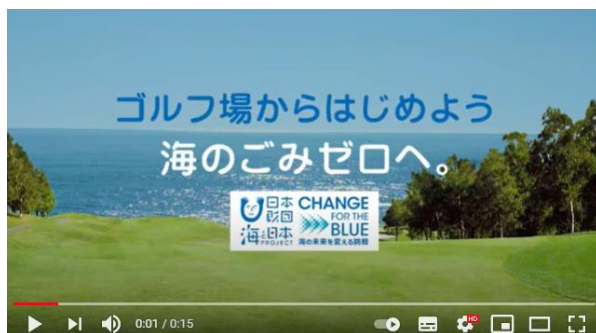 ゴルフ場からはじめよう
海のごみゼロへ。
日本
財団
海と日本
PROJECT
CHANGE
FOR THE
BLUE
海の未来を変える挑戦
0:01 / 0:15
HD